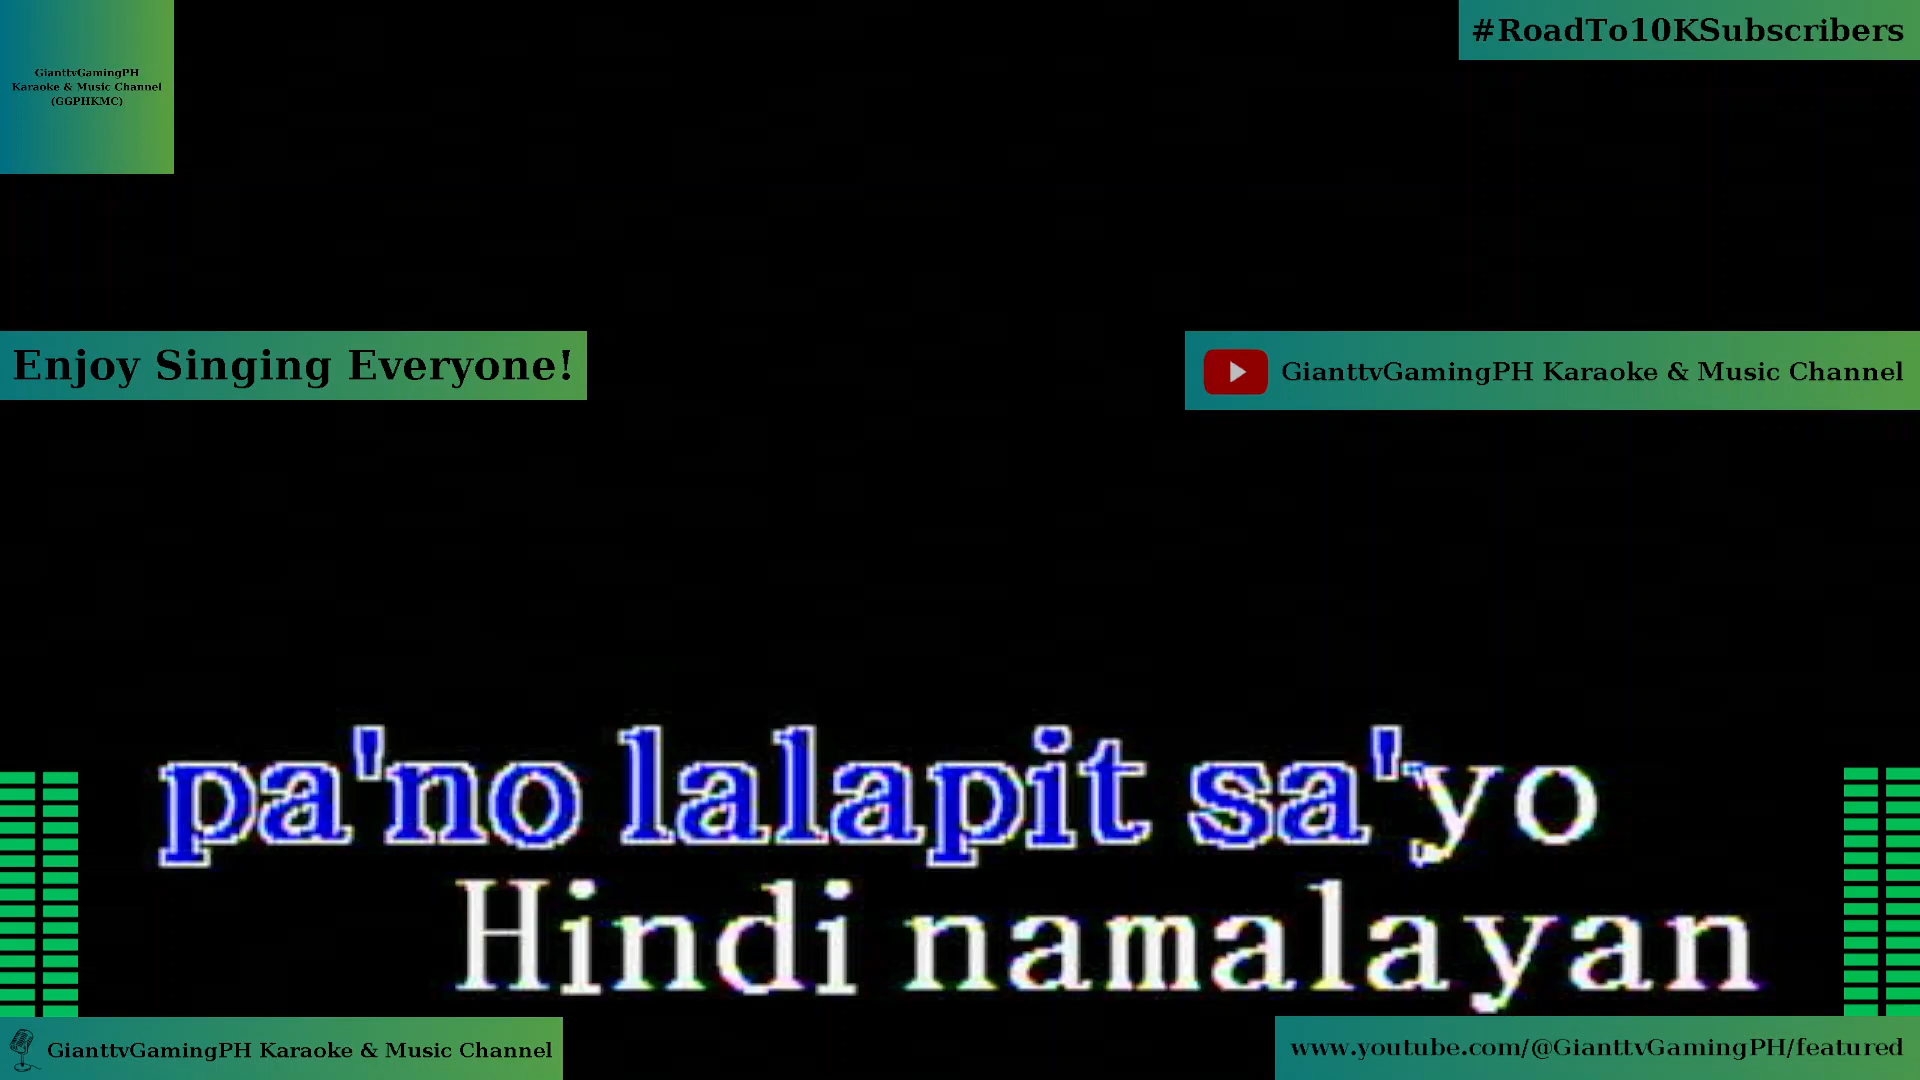 GianttvGamingPH
Karaoke & Music Channel
(GGPHKMC)
#RoadTo10KSubscribers
Enjoy Singing Everyone!
GianttvGamingPH Karaoke & Music Channel
pa'no lalapit sa'yo
Hindi namalayan
GianttvGamingPH Karaoke & Music Channel
www.youtube.com/@GianttvGamingPH/featured